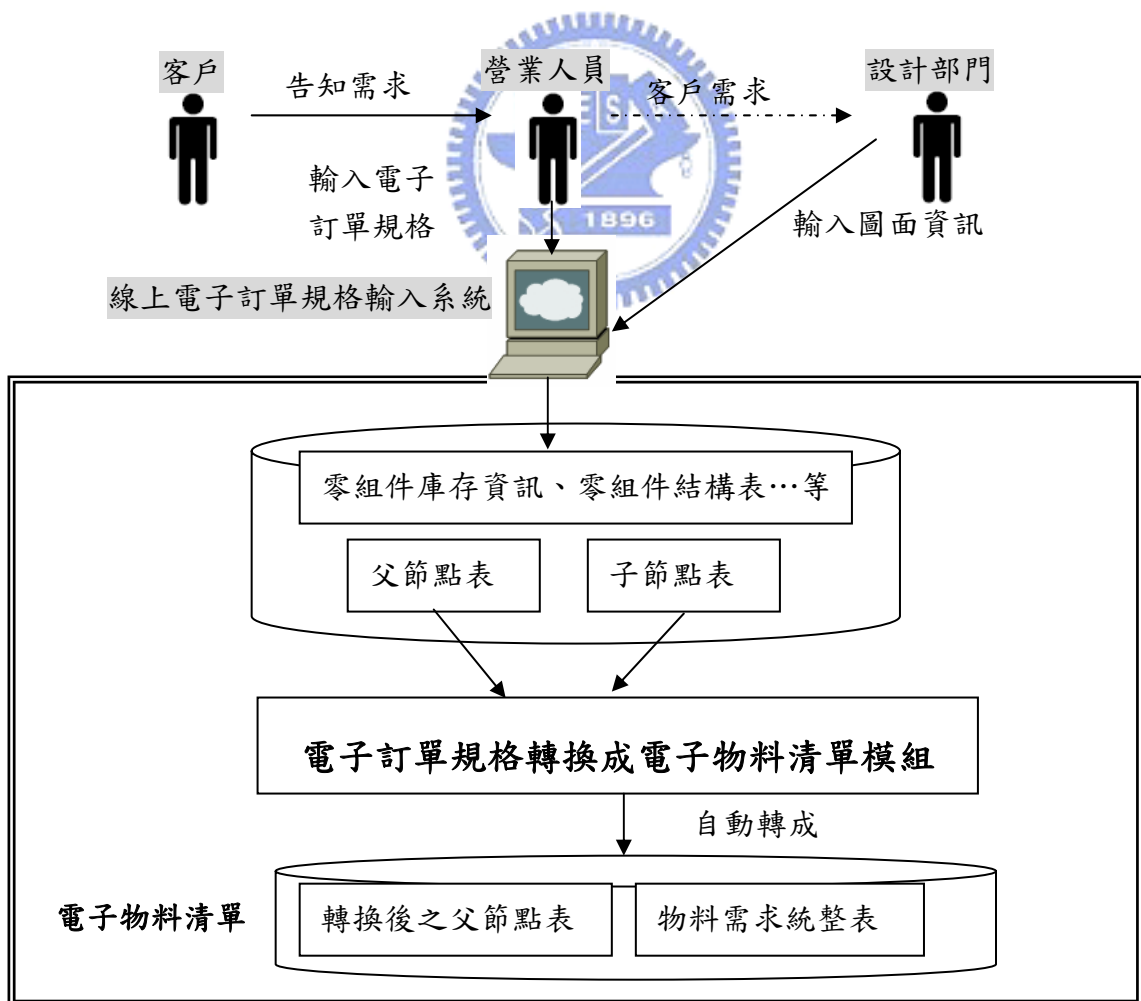 客戶
營業人員
設計部門
告知需求
客戶需求
E S
輸入電子
訂單規格
1896
輸入圖面資訊
線上電子訂單規格輸入系統
零組件庫存資訊、零組件結構表…等
父節點表
子節點表
電子訂單規格轉換成電子物料清單模組
自動轉成
電子物料清單
轉換後之父節點表
物料需求統整表